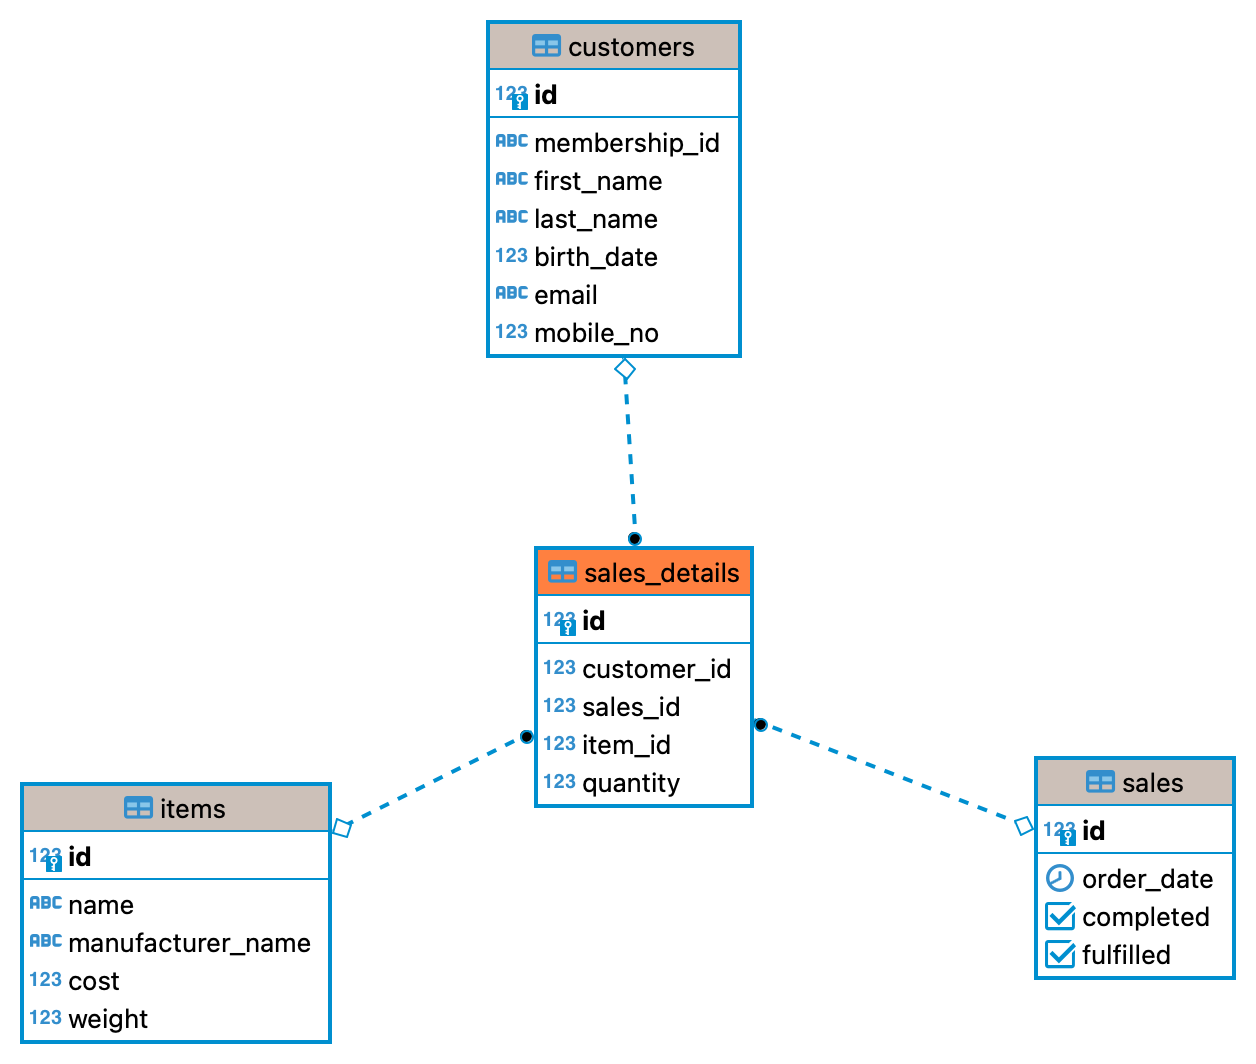 customers
123 id
ABC membership_id
ABC first_name
ABC last_name
123 birth_date
ABC email
123 mobile_no
sales_details
123 id
123 customer_id
123 sales_id
123 item_id
123 quantity
items
123 id
ABC name
ABC manufacturer_name
123 cost
123 weight
sales
123 id
order_date
completed
fulfilled